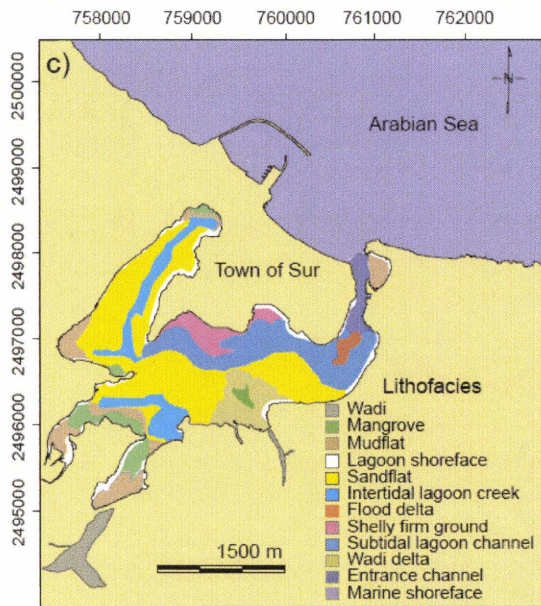 758000 759000 760000 761000 762000
c)
N
Arabian Sea
Town of Sur
2500000
2499000
2498000
2497000
2496000
2495000
Lithofacies
Wadi
Mangrove
Mudflat
Lagoon shoreface
Sandflat
Intertidal lagoon creek
Flood delta
Shelly firm ground
Subtidal lagoon channel
Wadi delta
Entrance channel
Marine shoreface
1500 m